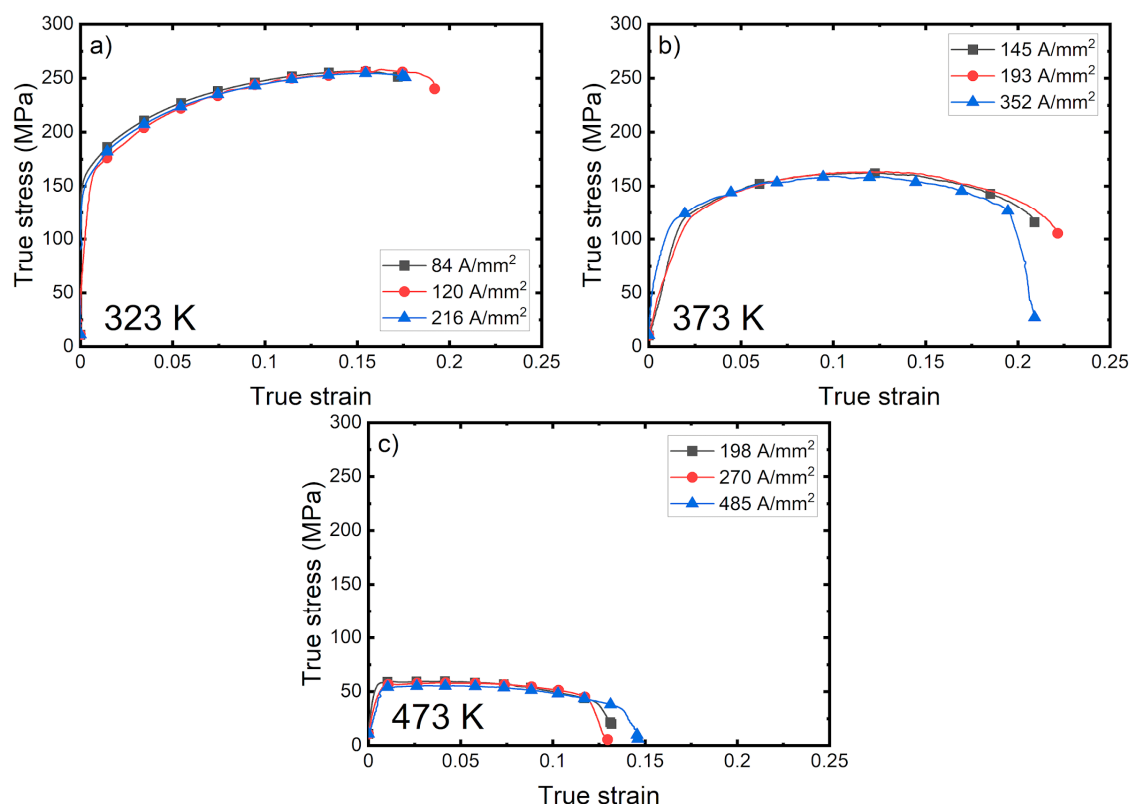 a)
300
250
200
150
100
50
0
True stress (MPa)
84 A/mm²
120 A/mm²
216 A/mm²
323 K
0
0.05
0.1
0.15
0.2
0.25
True strain
b)
300
250
200
150
100
50
0
True stress (MPa)
145 A/mm²
193 A/mm²
352 A/mm²
373 K
0
0.05
0.1
0.15
0.2
0.25
True strain
c)
300
250
200
150
100
50
0
True stress (MPa)
198 A/mm²
270 A/mm²
485 A/mm²
473 K
0
0.05
0.1
0.15
0.2
0.25
True strain